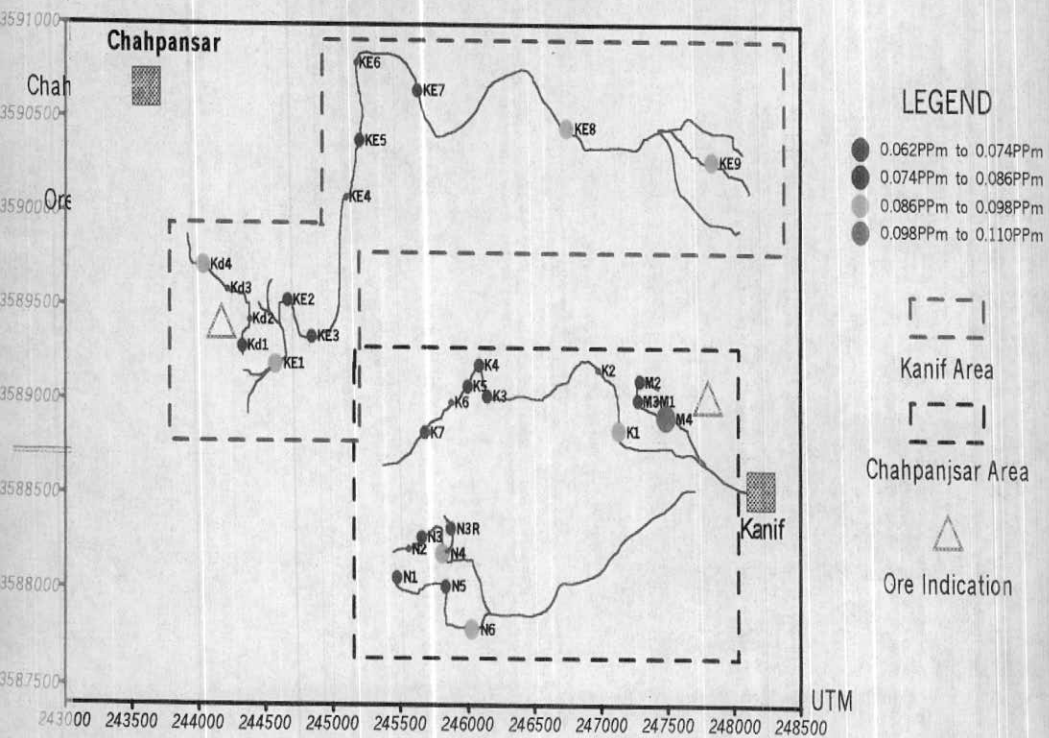 3591000
Chahpansar
KE6
Chah
KE7
LEGEND
3590500
KE8
KE5
0.062PPm to 0.074PPm
KE9
0.074PPm to 0.086PPm
KE4
Ore
3590000
0.086PPm to 0.098PPm
0.098PPm to 0.110PPm
Kd4
Kd3
3589500
KE2
Kd2
KE3
Kd1
KE1
Kanif Area
K4
K2
K5
M2
3589000
K3
K6
M3M1
M4
K7
K1
Chahpanjsar Area
3588500
Kanif
N3R
N3
N2
N4
3588000
N1
N5
Ore Indication
N6
3587500
UTM
243000 243500 244000 244500 245000 245500 246000 246500 247000 247500 248000 248500